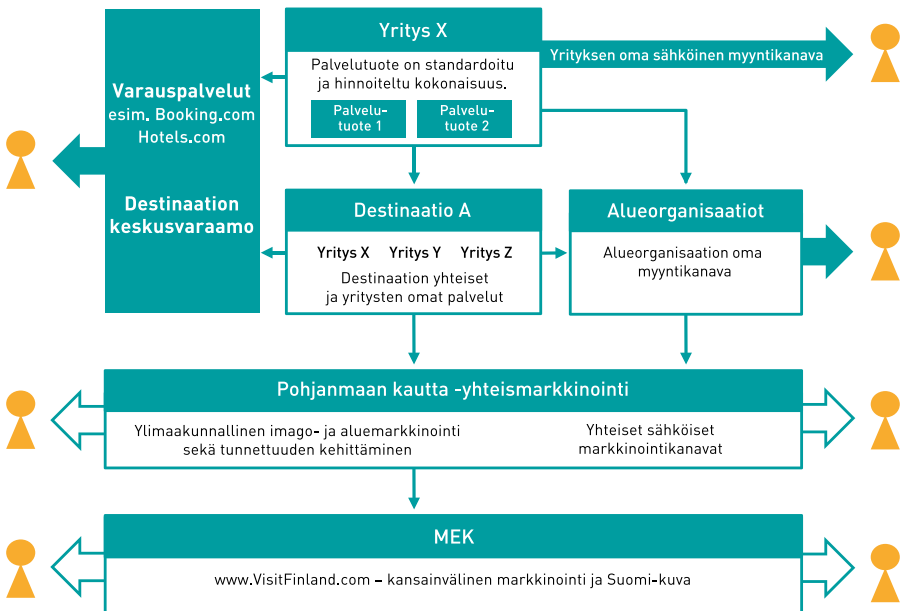 Yritys X
Palvelutuote on standardoitu
ja hinnoiteltu kokonaisuus.
Palvelu-
tuote 1
Palvelu-
tuote 2
Yrityksen oma sähköinen myyntikanava
Varauspalvelut
esim. Booking.com
Hotels.com
Destinaation
keskusvaraamo
Destinaatio A
Yritys X Yritys Y Yritys Z
Destinaation yhteiset
ja yritysten omat palvelut
Alueorganisaatiot
Alueorganisaation oma
myyntikanava
Pohjanmaan kautta -yhteismarkkinointi
Ylimaakunnallinen imago- ja aluemarkkinointi
sekä tunnettuuden kehittäminen
Yhteiset sähköiset
markkinointikanavat
MEK
www.VisitFinland.com – kansainvälinen markkinointi ja Suomi-kuva